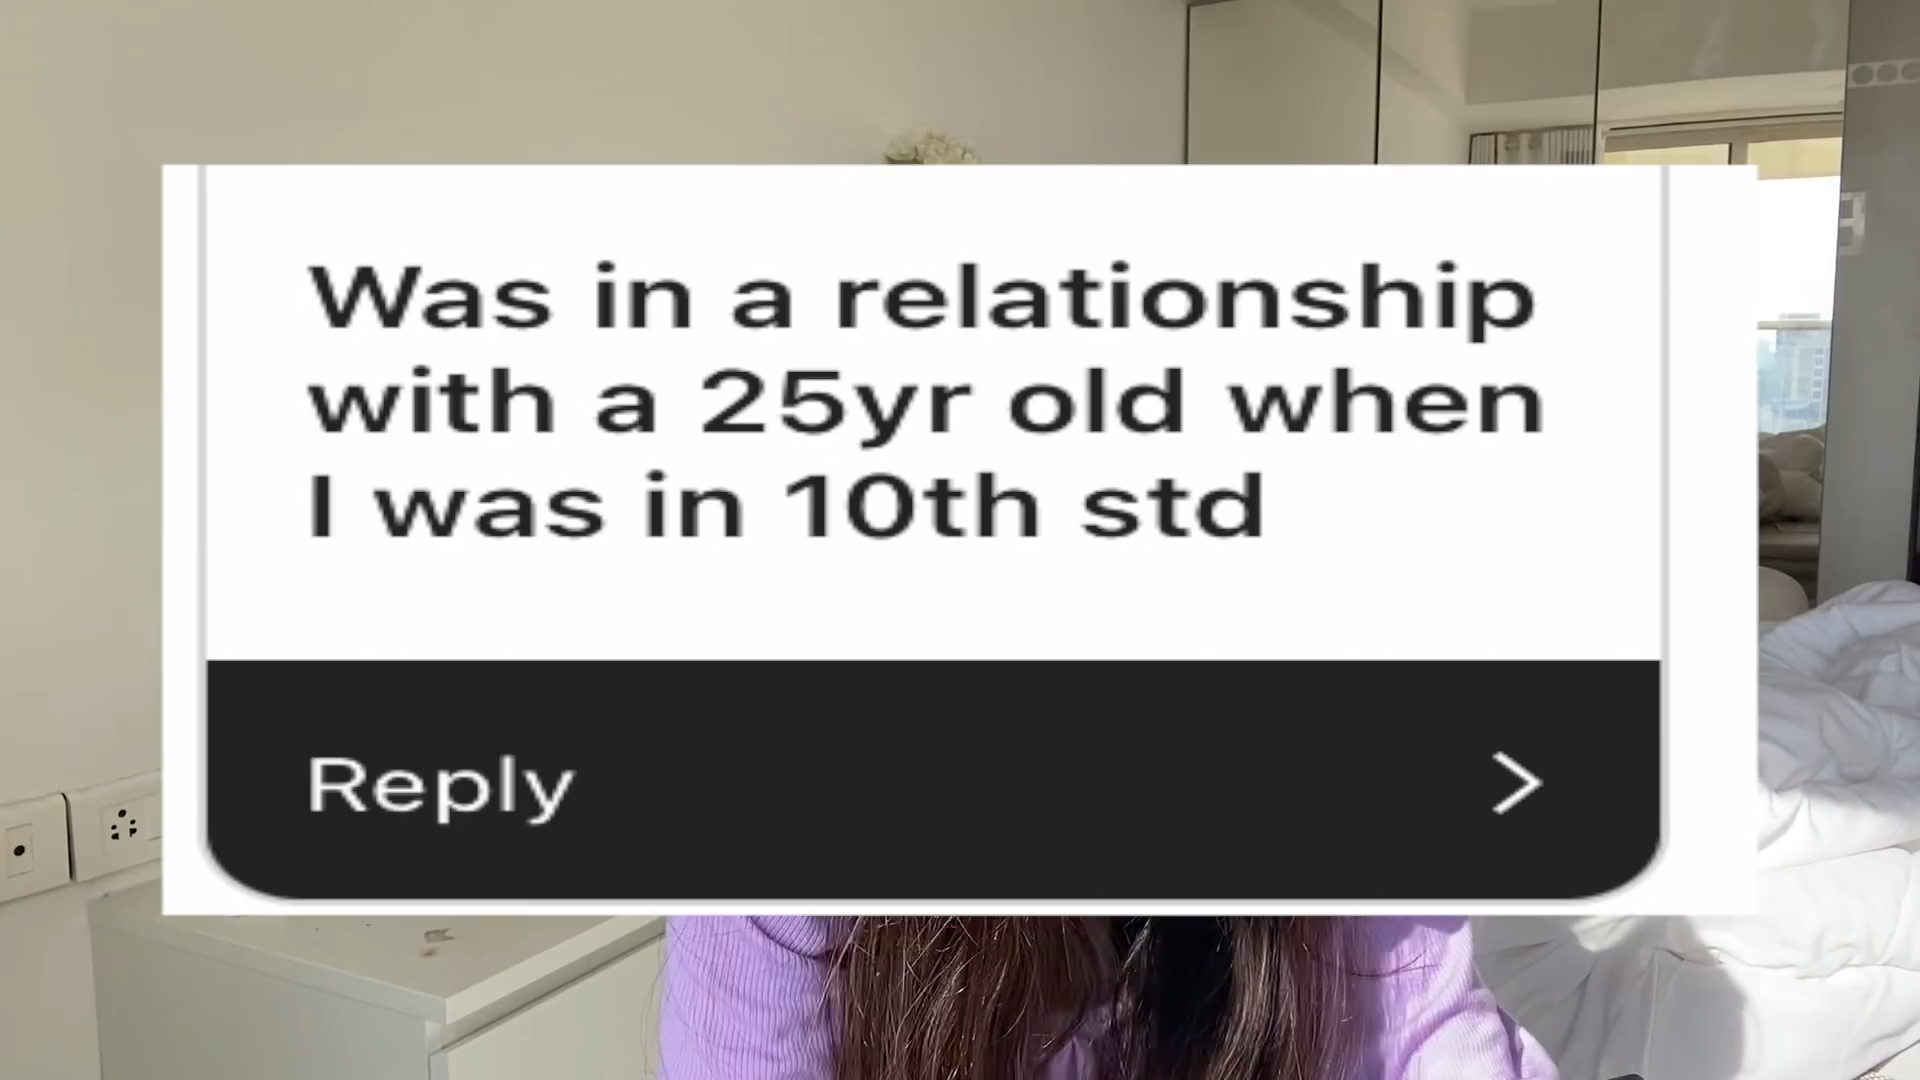 Was in a relationship
with a 25yr old when
I was in 10th std
Reply